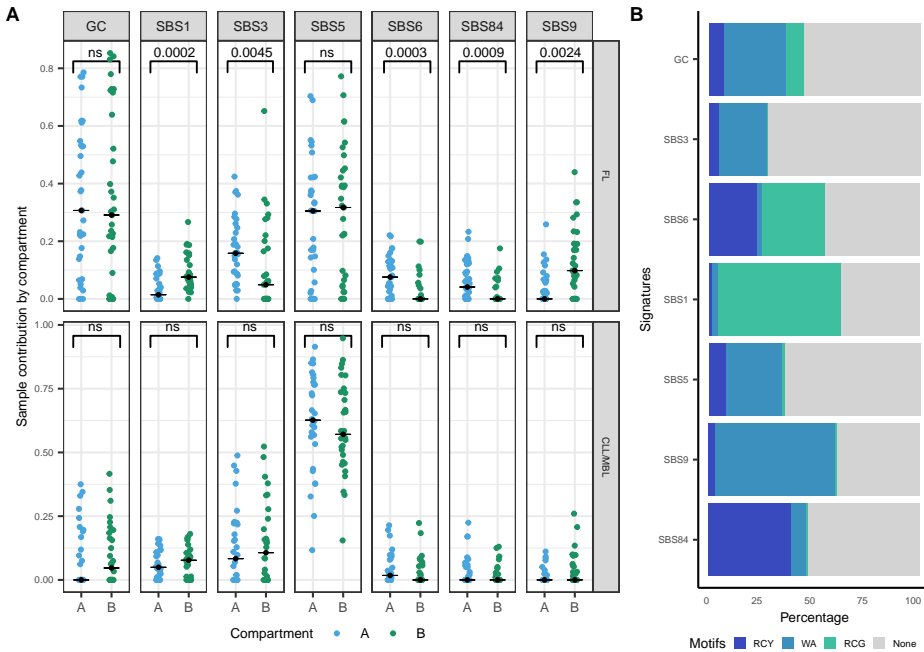 A
GC SBS1 SBS3 SBS5 SBS6 SBS84 SBS9
ns 0.0002 0.0045 ns 0.0003 0.0009 0.0024
0.8
0.6
0.4
0.2
0.0
FL
Sample contribution by compartment
ns ns ns ns ns ns ns
1.00
0.75
0.50
0.25
0.00
CLL/MBL
A B A B A B A B A B A B A B
Compartment A B
B
Signatures
GC
SBS3
SBS6
SBS1
SBS5
SBS9
SBS84
0 25 50 75 100
Percentage
Motifs RCY WA RCG None